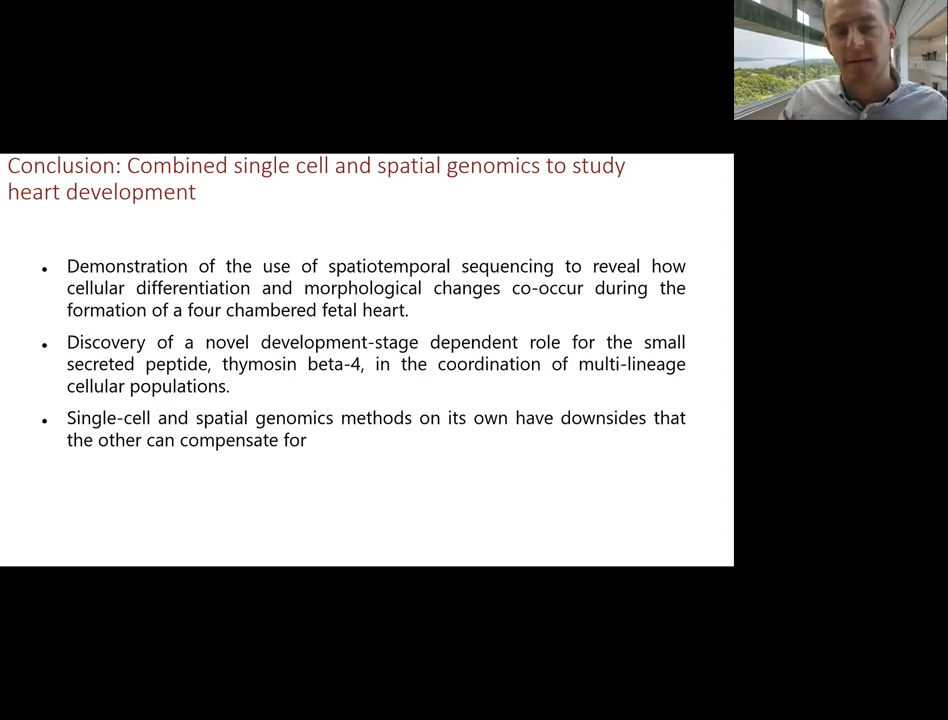 Conclusion: Combined single cell and spatial genomics to study
heart development
• Demonstration of the use of spatiotemporal sequencing to reveal how
cellular differentiation and morphological changes co-occur during the
formation of a four chambered fetal heart.
• Discovery of a novel development-stage dependent role for the small
secreted peptide, thymosin beta-4, in the coordination of multi-lineage
cellular populations.
• Single-cell and spatial genomics methods on its own have downsides that
the other can compensate for